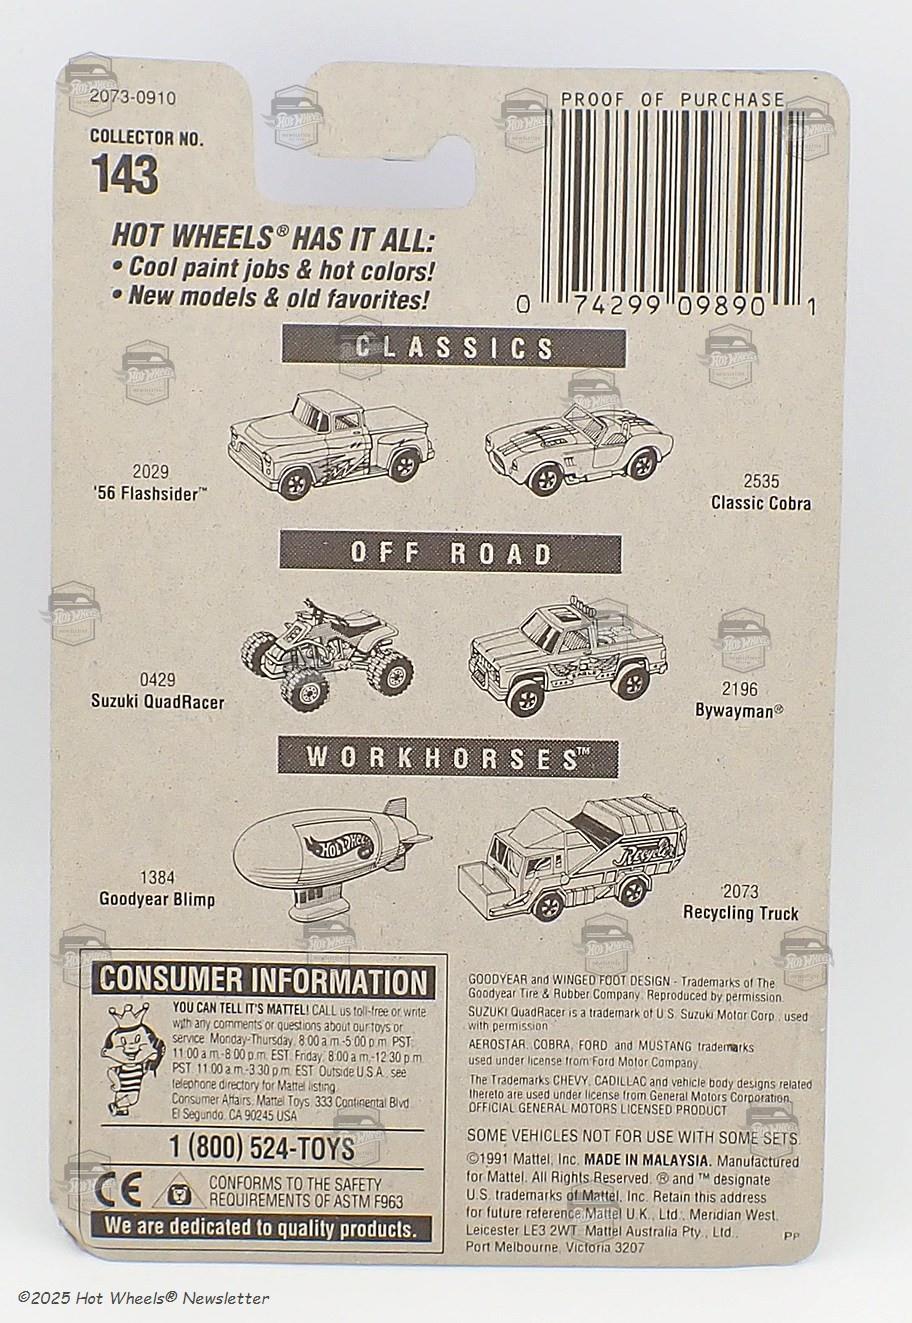 2073-0910
COLLECTOR NO.
143
PROOF OF PURCHASE
0 74299 09890 1
HOT WHEELS® HAS IT ALL:
• Cool paint jobs & hot colors!
• New models & old favorites!
CLASSICS
2029
'56 Flashsider™
2535
Classic Cobra
OFF ROAD
0429
Suzuki QuadRacer
2196
Bywayman®
WORKHORSES™
HOT WHEELS
1384
Goodyear Blimp
2073
Recycling Truck
CONSUMER INFORMATION
YOU CAN TELL IT'S MATTEL! CALL us toll-free or write
with any comments or questions about our toys or
service. Monday-Thursday, 8:00 a.m.-5:00 p.m. PST:
11:00 a.m.-8:00 p.m. EST. Friday, 8:00 a.m.-12:30 p.m.
PST. 11:00 a.m.-3:30 p.m. EST. Outside U.S.A., see
telephone directory for Mattel listing.
Consumer Affairs, Mattel Toys, 333 Continental Blvd.
El Segundo, CA 90245 USA
1 (800) 524-TOYS
CE
CONFORMS TO THE SAFETY
REQUIREMENTS OF ASTM F963
We are dedicated to quality products.
GOODYEAR and WINGED FOOT DESIGN - Trademarks of The
Goodyear Tire & Rubber Company. Reproduced by permission.
SUZUKI QuadRacer is a trademark of U.S. Suzuki Motor Corp., used
with permission
AEROSTAR, COBRA, FORD and MUSTANG trademarks
used under license from Ford Motor Company.
The Trademarks CHEVY, CADILLAC and vehicle body designs related
thereto are used under license from General Motors Corporation.
OFFICIAL GENERAL MOTORS LICENSED PRODUCT
SOME VEHICLES NOT FOR USE WITH SOME SETS.
©1991 Mattel, Inc. MADE IN MALAYSIA. Manufactured
for Mattel. All Rights Reserved. ® and ™ designate
U.S. trademarks of Mattel, Inc. Retain this address
for future reference: Mattel U.K., Ltd., Meridian West,
Leicester LE3 2WT. Mattel Australia Pty., Ltd.,
Port Melbourne, Victoria 3207
PP
©2025 Hot Wheels® Newsletter